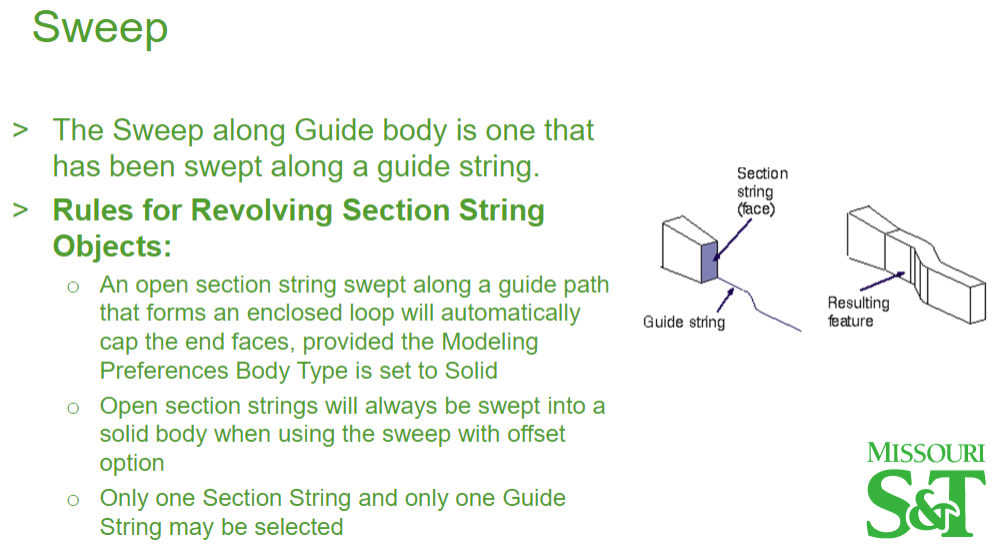 Sweep
> The Sweep along Guide body is one that
has been swept along a guide string.
> Rules for Revolving Section String
Objects:
o An open section string swept along a guide path
that forms an enclosed loop will automatically
cap the end faces, provided the Modeling
Preferences Body Type is set to Solid
o Open section strings will always be swept into a
solid body when using the sweep with offset
option
o Only one Section String and only one Guide
String may be selected
Section
string
(face)
Guide string
Resulting
feature
MISSOURI
S&T